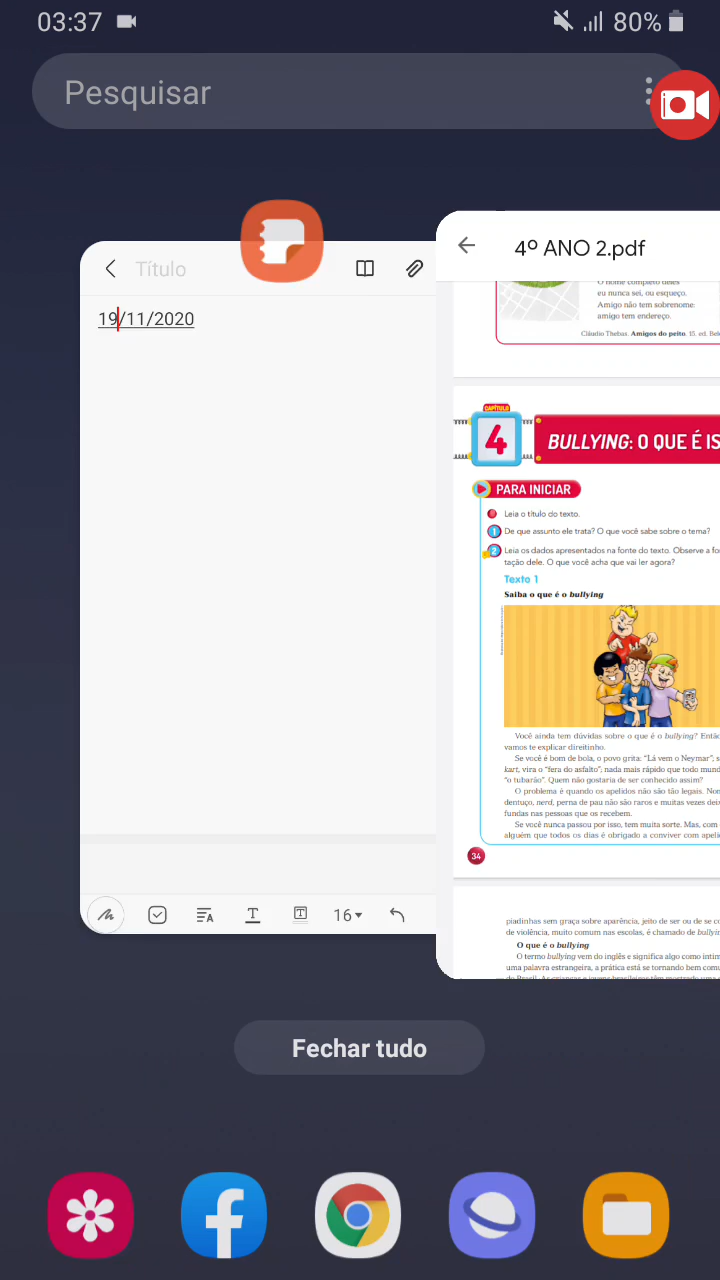 03:37
80%
Pesquisar
Título
19/11/2020
16
4º ANO 2.pdf
O nome completo deles
eu nunca sei, ou esqueço.
Amigo não tem sobrenome:
amigo tem endereço.
Cláudio Thebas. Amigos do peito. 15. ed. Bel
CAPÍTULO
4
BULLYING: O QUE É IS
PARA INICIAR
Leia o título do texto.
1 De que assunto ele trata? O que você sabe sobre o tema?
2 Leia os dados apresentados na fonte do texto. Observe a fo
tação dele. O que você acha que vai ler agora?
Texto 1
Saiba o que é o bullying
Você ainda tem dúvidas sobre o que é o bullying? Entã
vamos te explicar direitinho.
Se você é bom de bola, o povo grita: “Lá vem o Neymar”; s
kart, vira o “fera do asfalto”; nada mais rápido que todo mund
“o tubarão”. Quem não gostaria de ser conhecido assim?
O problema é quando os apelidos não são tão legais. Nom
dentuço, nerd, perna de pau não são raros e muitas vezes deix
fundas nas pessoas que os recebem.
Se você nunca passou por isso, tem muita sorte. Mas, com
alguém que todos os dias é obrigado a conviver com apelid
34
piadinhas sem graça sobre aparência, jeito de ser ou de se co
de violência, muito comum nas escolas, é chamado de bullyin
O que é o bullying
O termo bullying vem do inglês e significa algo como intim
uma palavra estrangeira, a prática está se tornando bem comu
Fechar tudo